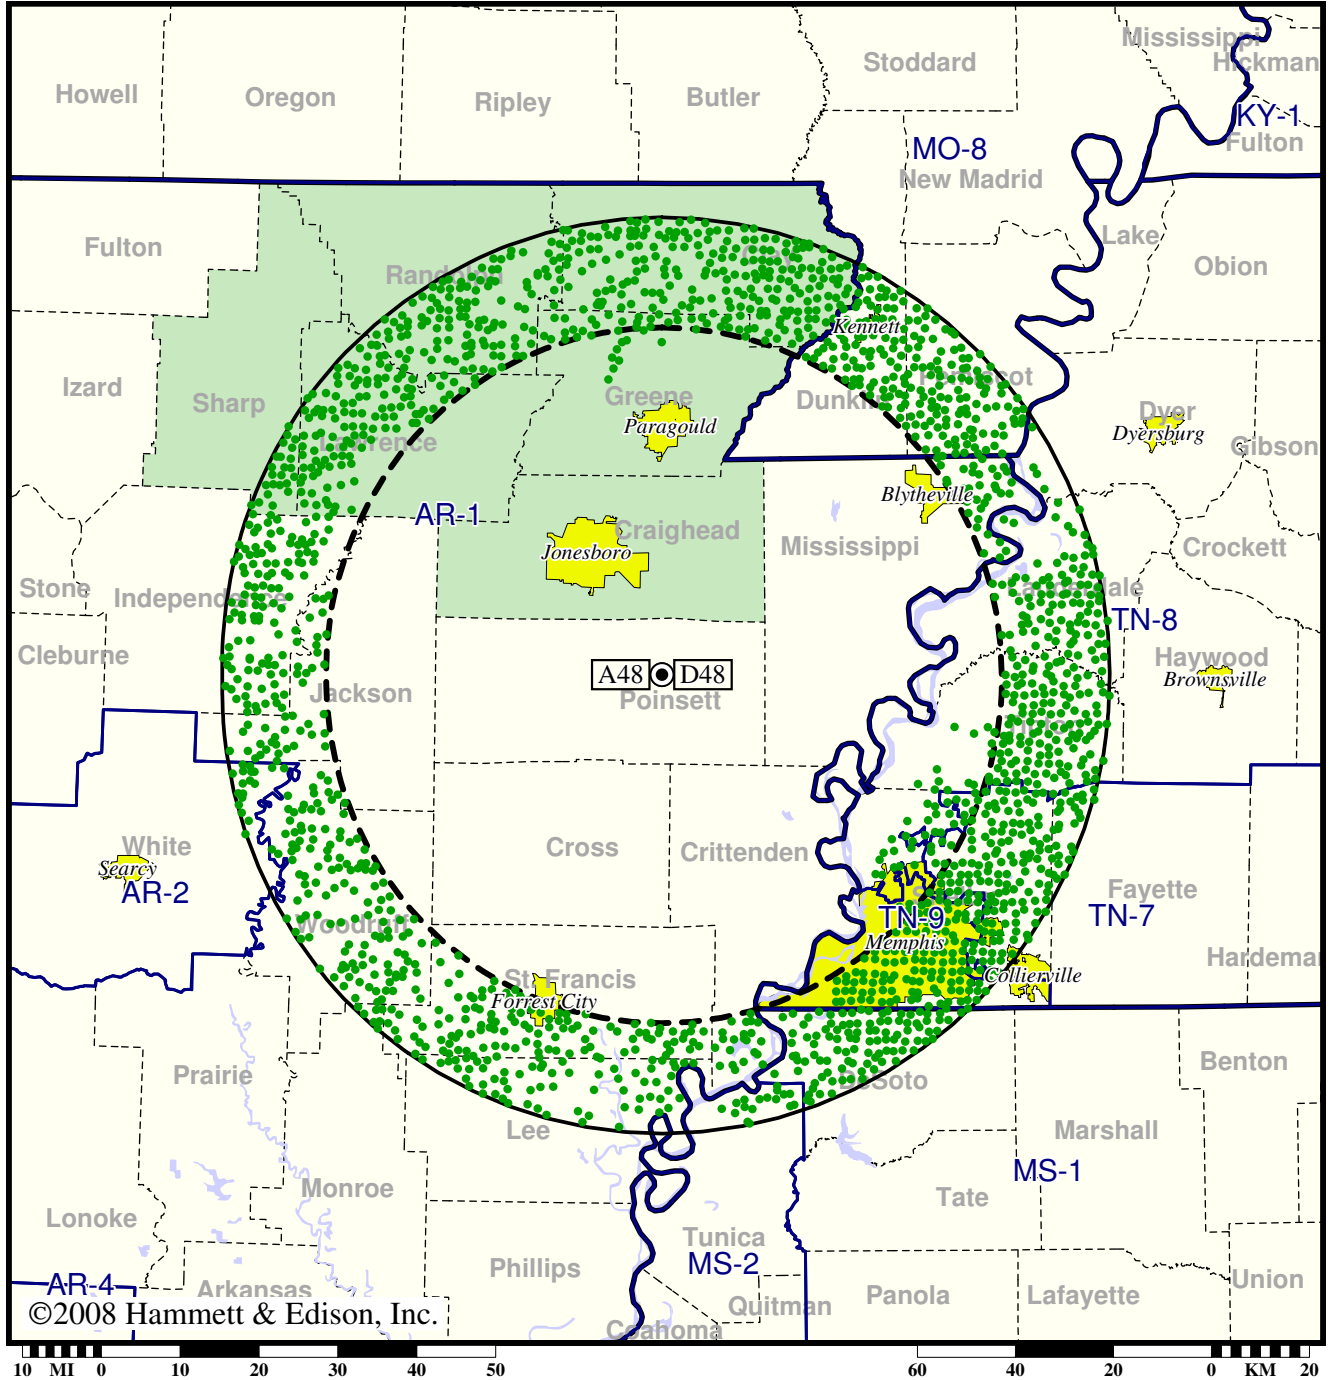 Mississippi
Stoddard
Hickman
Howell
Oregon
Ripley
Butler
KY-1
Fulton
MO-8
New Madrid
Fulton
Lake
Obion
Randolph
Clay
Kennett
Izard
Sharp
Greene
Dunklin
Pemiscot
Paragould
Dyer
Dyersburg
Lawrence
Gibson
Blytheville
AR-1
Craighead
Jonesboro
Mississippi
Crockett
Stone
Independence
Lauderdale
TN-8
Cleburne
Haywood
Brownsville
A48
D48
Jackson
Poinsett
Tipton
White
Searcy
AR-2
Cross
Crittenden
Fayette
TN-7
Shelby
TN-9
Memphis
Woodruff
Hardeman
St. Francis
Forrest City
Collierville
Prairie
DeSoto
Benton
Lee
Marshall
MS-1
Monroe
Tate
Lonoke
Tunica
MS-2
Phillips
AR-4
Arkansas
Quitman
Panola
Lafayette
Union
Coahoma
©2008 Hammett & Edison, Inc.
10 MI 0 10 20 30 40 50 60 40 20 0 KM 20